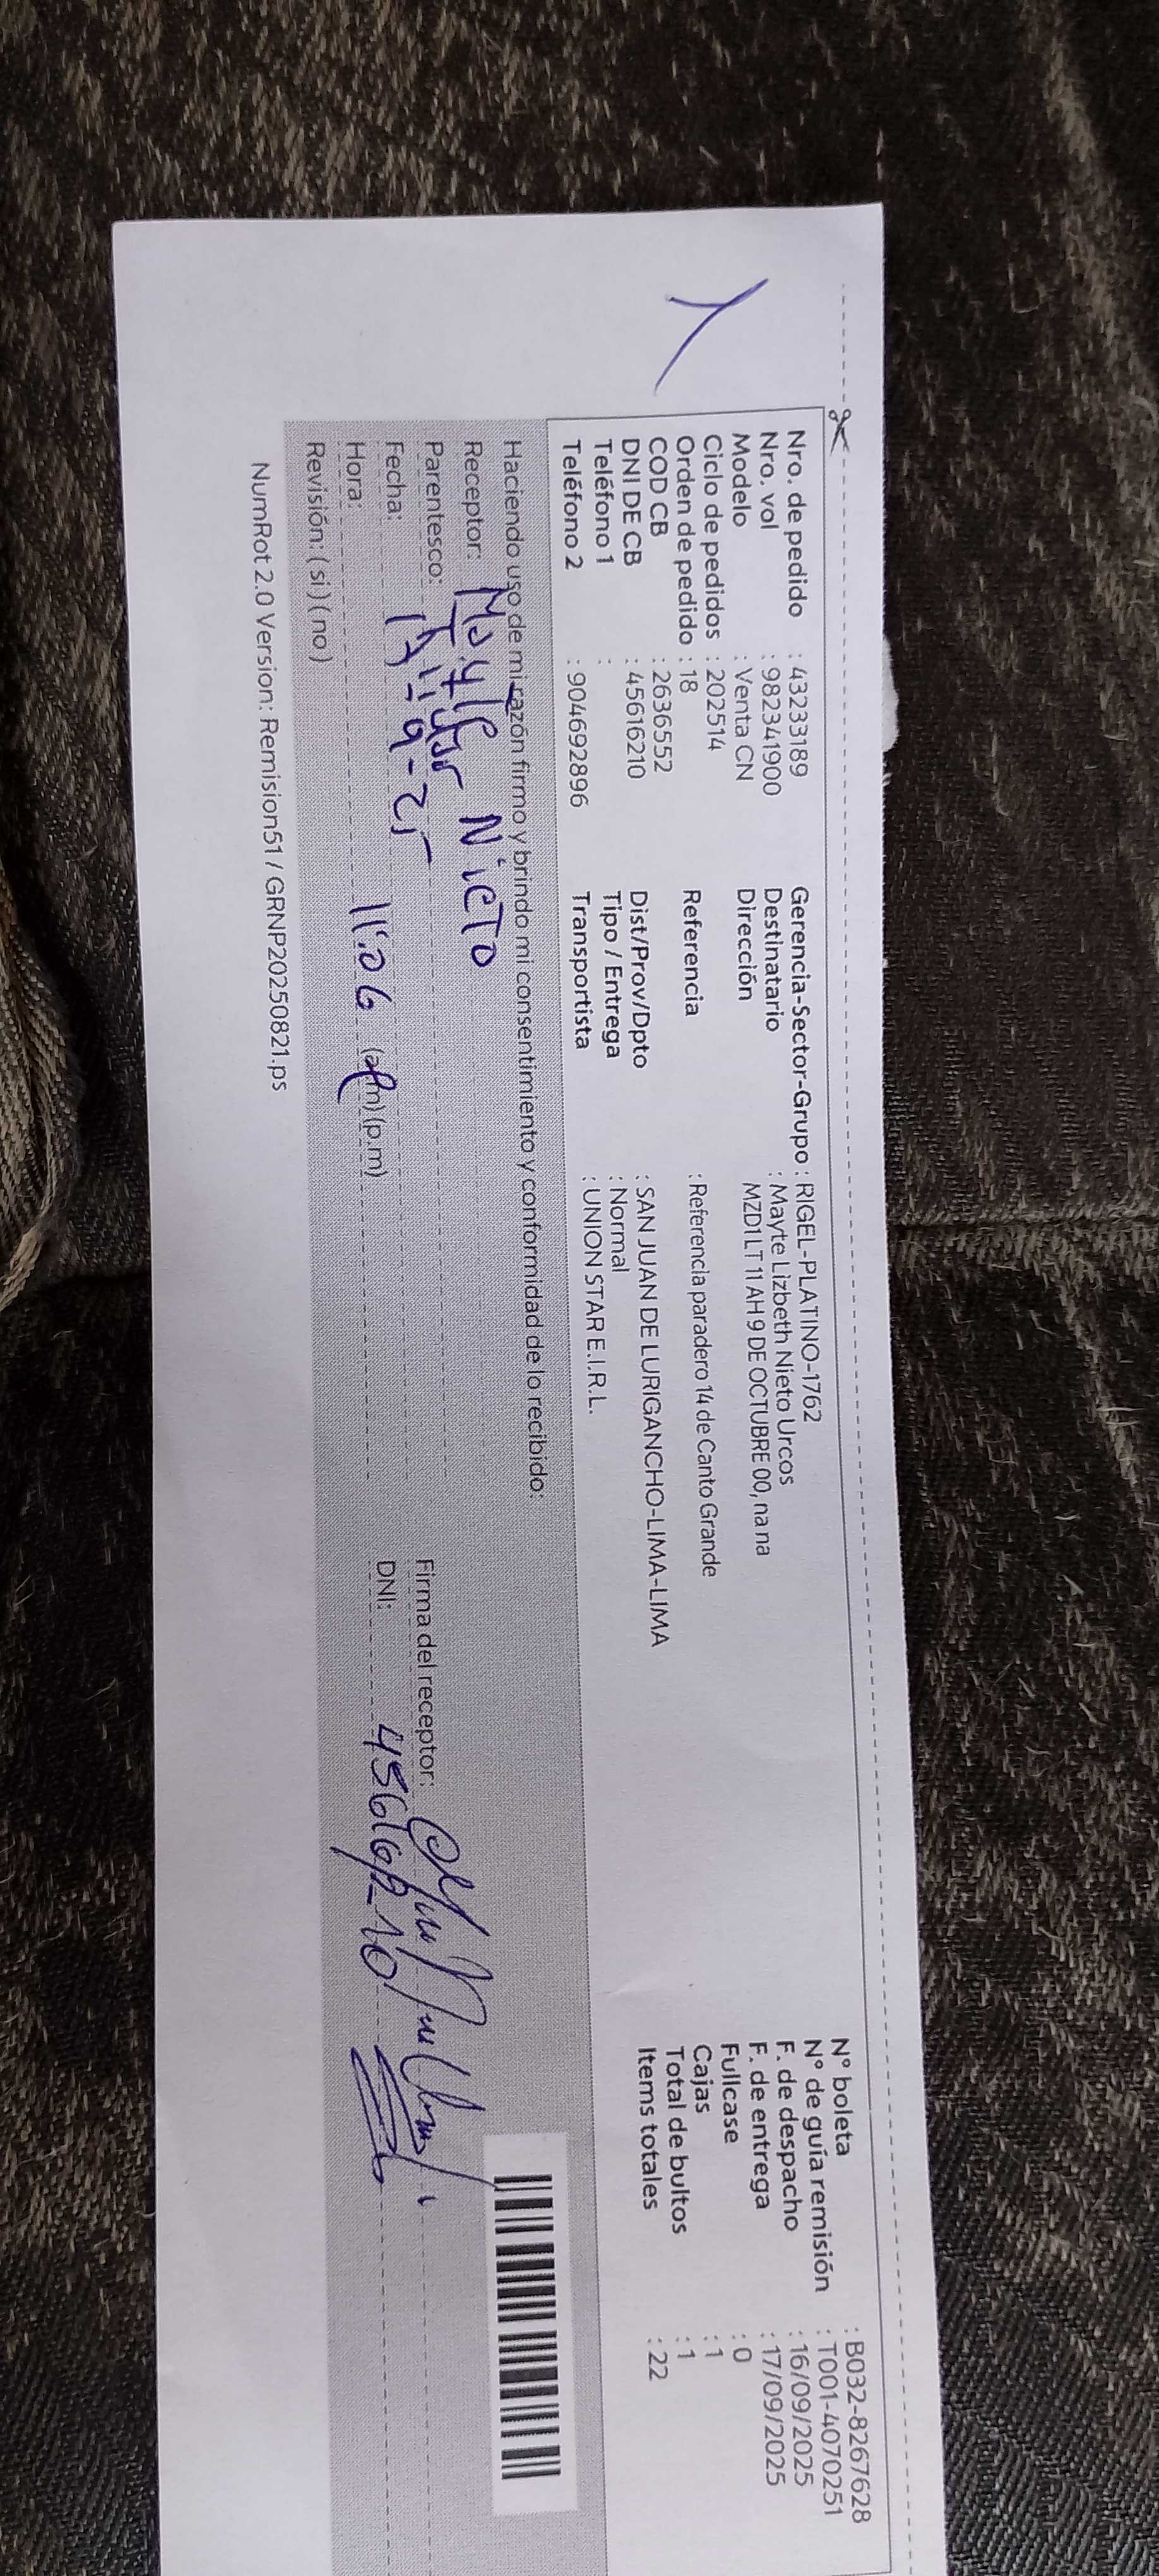 Nro. de pedido : 43233189
Nro. vol : 982341900
Modelo : Venta CN
Ciclo de pedidos : 202514
Orden de pedido : 18
COD CB : 2636552
DNI DE CB : 45616210
Teléfono 1 :
Teléfono 2 : 904692896
Gerencia-Sector-Grupo : RIGEL-PLATINO-1762
Destinatario : Mayte Lizbeth Nieto Urcos
Dirección MZD1 LT 11 AH 9 DE OCTUBRE 00, na na
Referencia : Referencia paradero 14 de Canto Grande
Dist/Prov/Dpto : SAN JUAN DE LURIGANCHO-LIMA-LIMA
Tipo / Entrega : Normal
Transportista : UNION STAR E.I.R.L.
N° boleta : B032-8267628
N° de guía remisión : T001-4070251
F. de despacho : 16/09/2025
F. de entrega : 17/09/2025
Fullcase : 0
Cajas : 1
Total de bultos : 1
Items totales : 22
Haciendo uso de mi razón firmo y brindo mi consentimiento y conformidad de lo recibido:
Receptor: Mayte Nieto
Parentesco:
Fecha: 17-9-25
Hora: 11:06 (a.m) (p.m)
Revisión: (si) (no)
Firma del receptor:
DNI: 45616210
NumRot 2.0 Version: Remision51 / GRNP20250821.ps